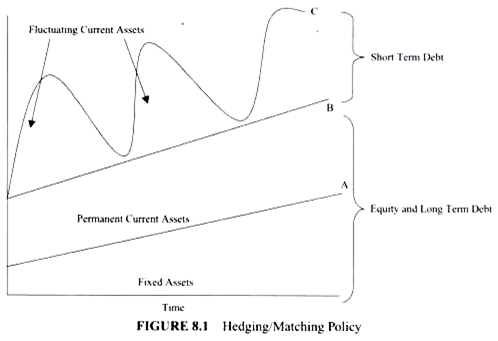 C
Fluctuating Current Assets
Short Term Debt
B
A
Permanent Current Assets
Equity and Long Term Debt
Fixed Assets
Time
FIGURE 8.1 Hedging/Matching Policy